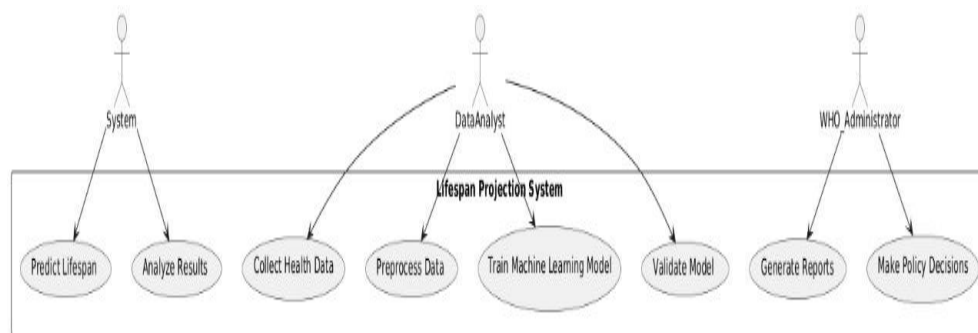 System
DataAnalyst
WHO_Administrator
Lifespan Projection System
Predict Lifespan
Analyze Results
Collect Health Data
Preprocess Data
Train Machine Learning Model
Validate Model
Generate Reports
Make Policy Decisions